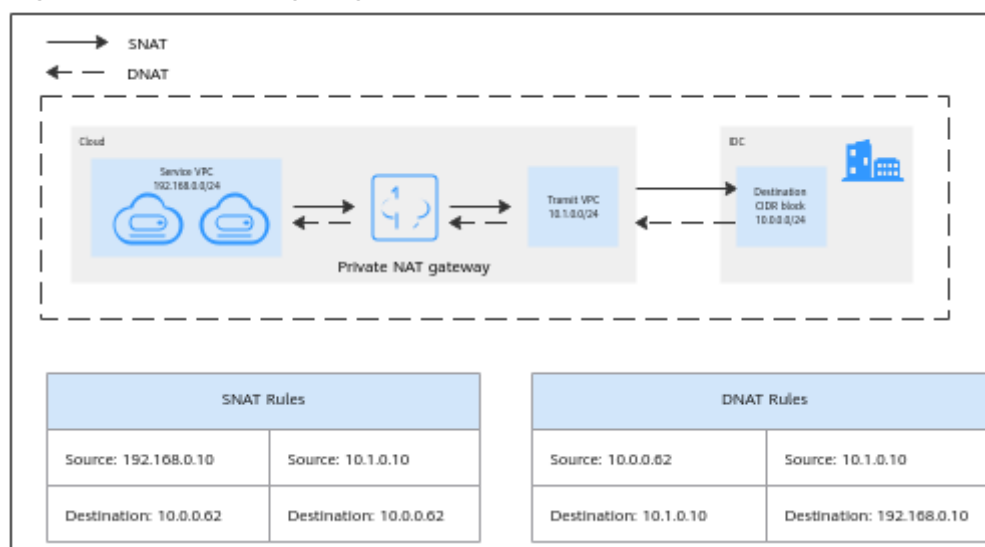 SNAT
DNAT
Cloud
Service VPC
192.168.0.0/24
Private NAT gateway
Transit VPC
10.1.0.0/24
IDC
Destination
CIDR block
10.0.0.0/24
SNAT Rules
Source: 192.168.0.10
Source: 10.1.0.10
Destination: 10.0.0.62
Destination: 10.0.0.62
DNAT Rules
Source: 10.0.0.62
Source: 10.1.0.10
Destination: 10.1.0.10
Destination: 192.168.0.10